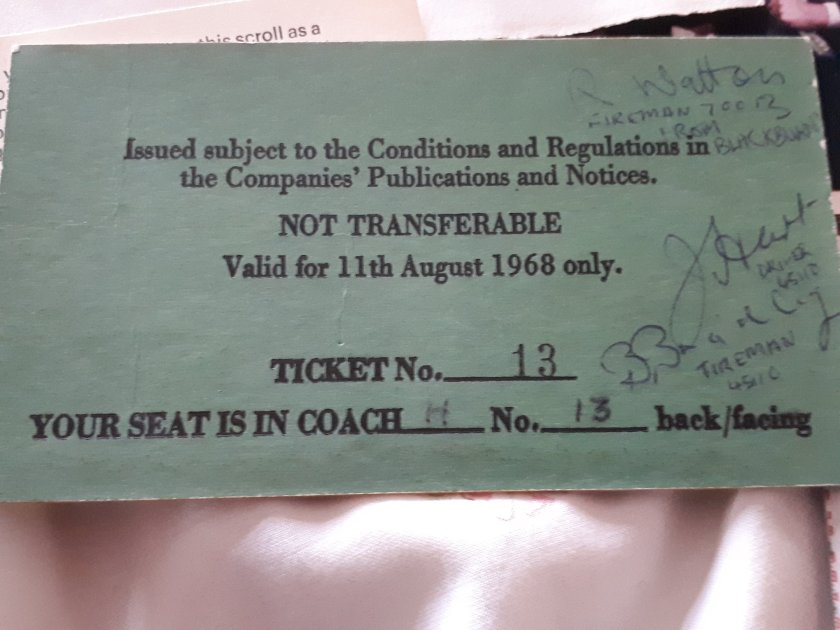 this scroll as a
R Watton
FIREMAN 70013
FROM BLACKBURN
Issued subject to the Conditions and Regulations in
the Companies' Publications and Notices.
NOT TRANSFERABLE
Valid for 11th August 1968 only.
J Hart
DRIVER
45110
TICKET No. 13
FIREMAN
45110
YOUR SEAT IS IN COACH H No. 13 back/facing